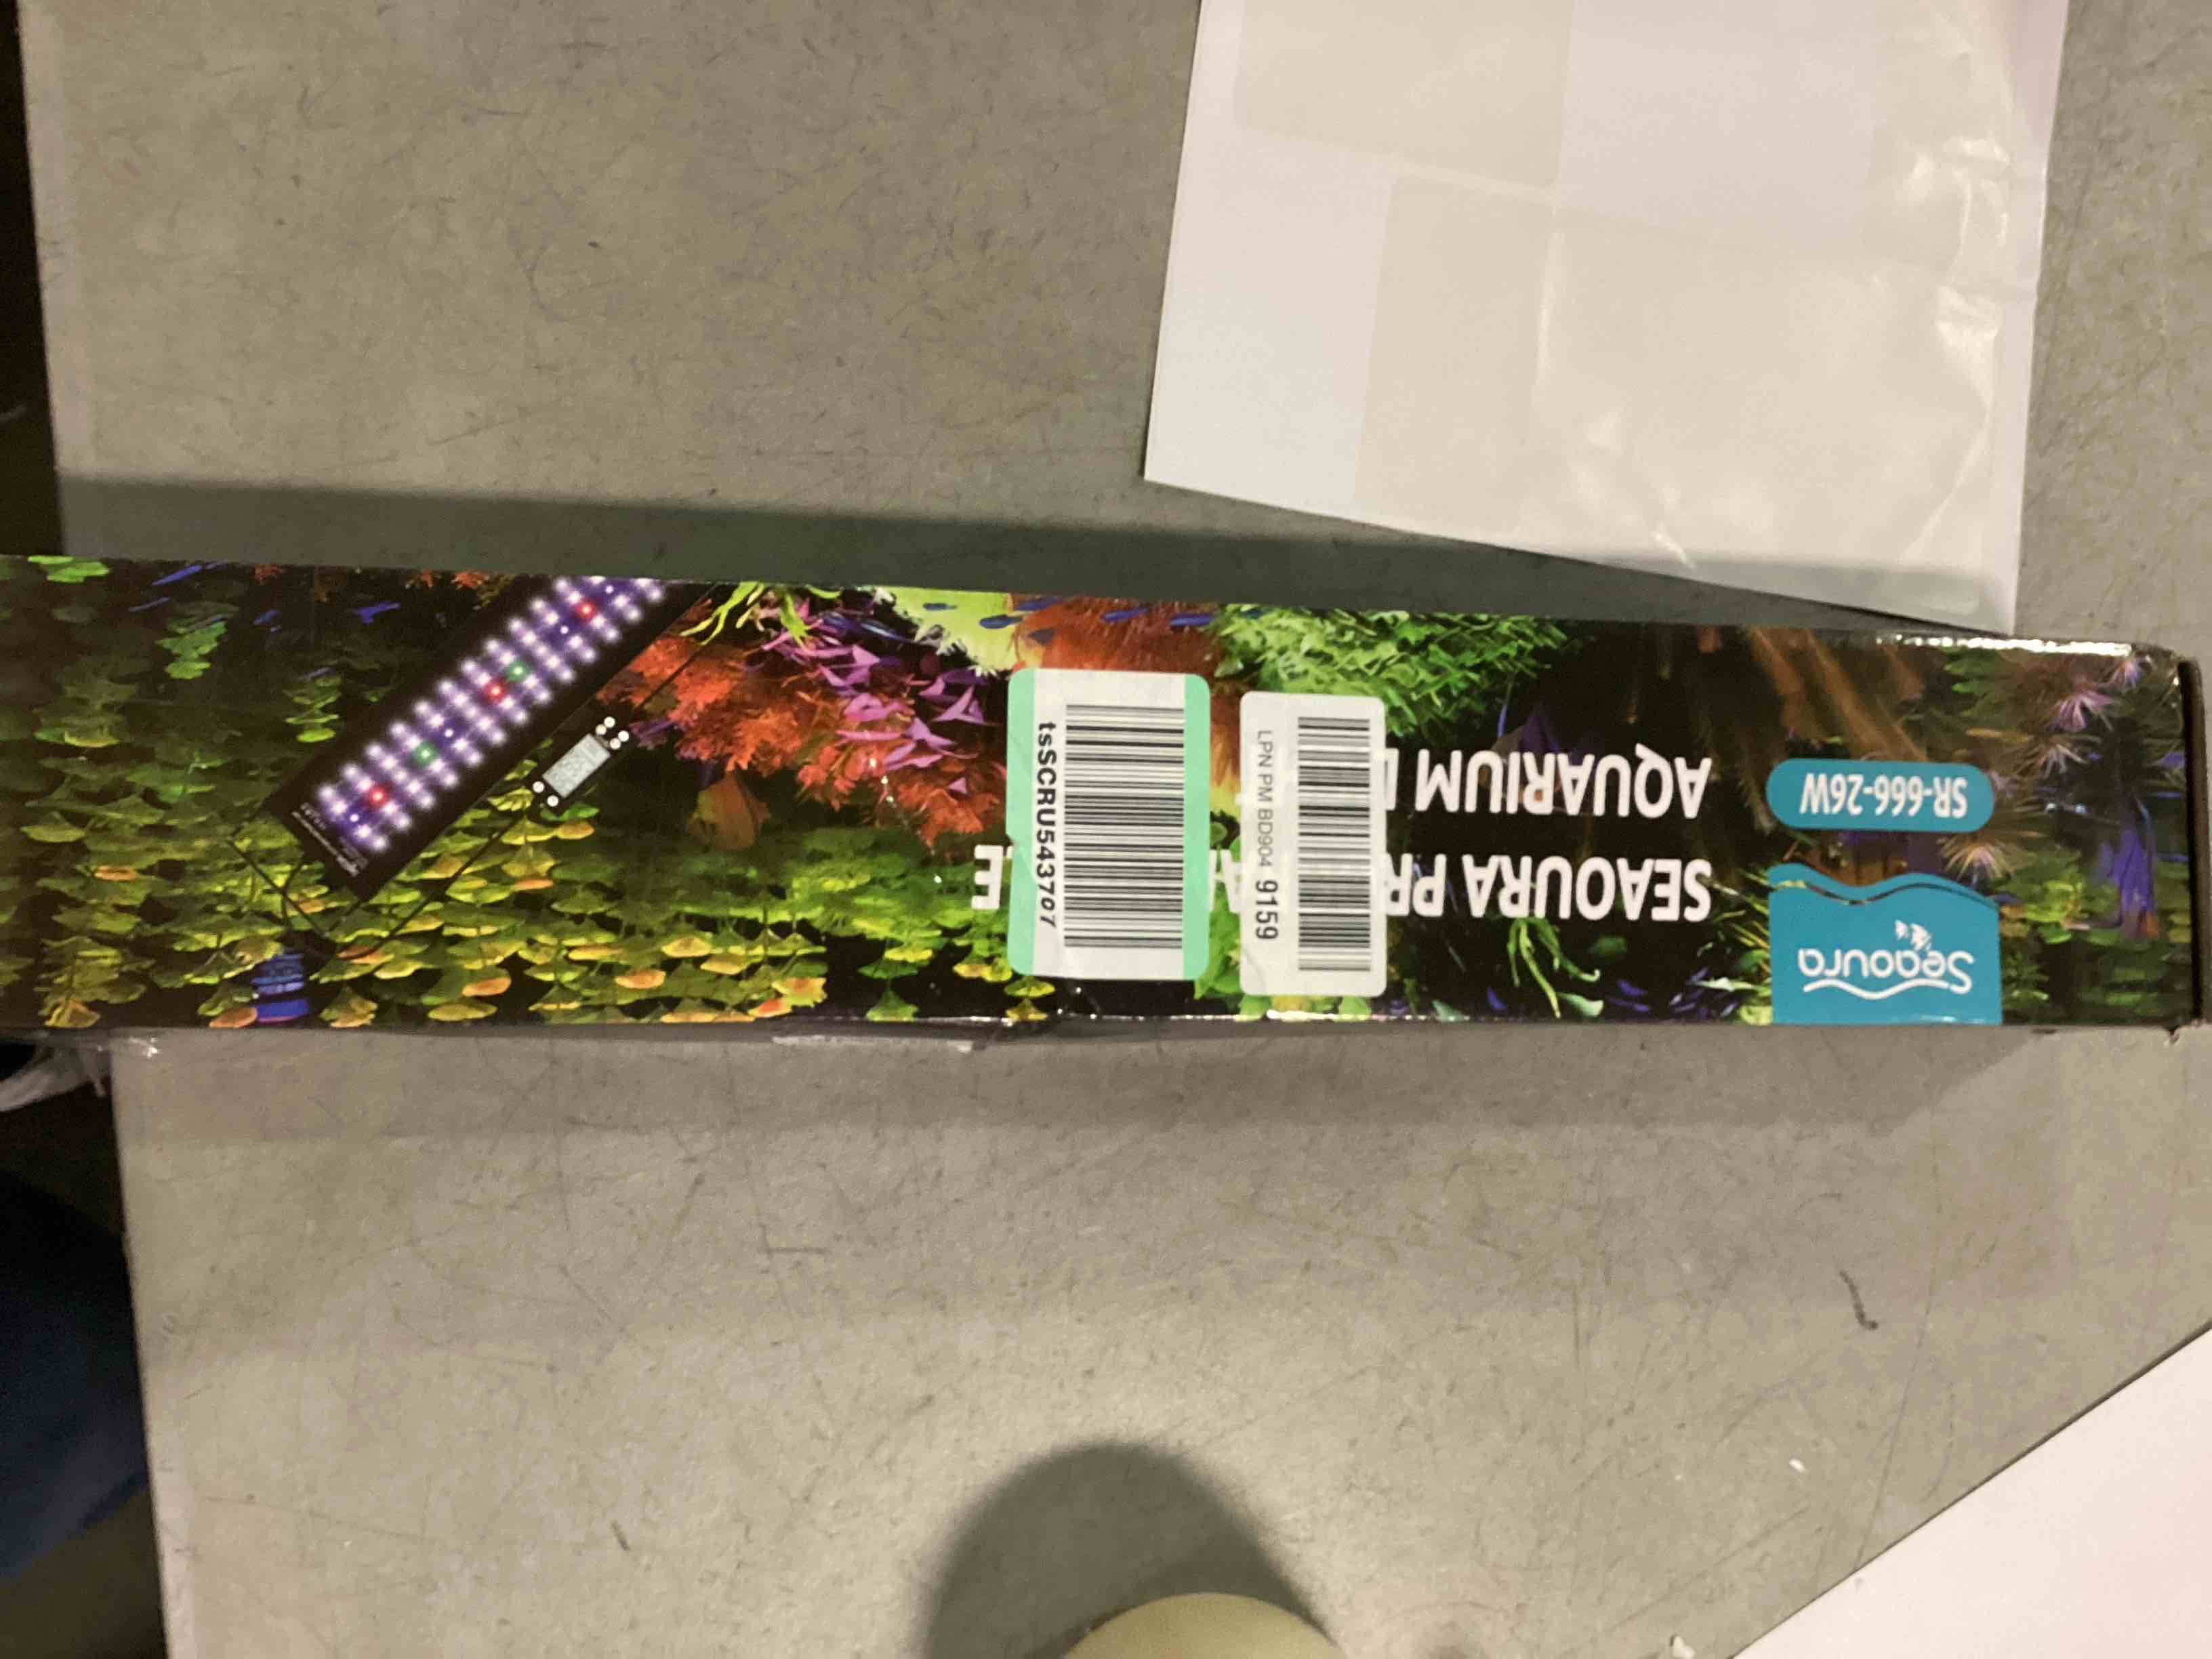 Seaoura
SR-666-26W
SEAOURA PR
E
AQUARIUM
LPN PM BD904 9159
tsSCRU543707